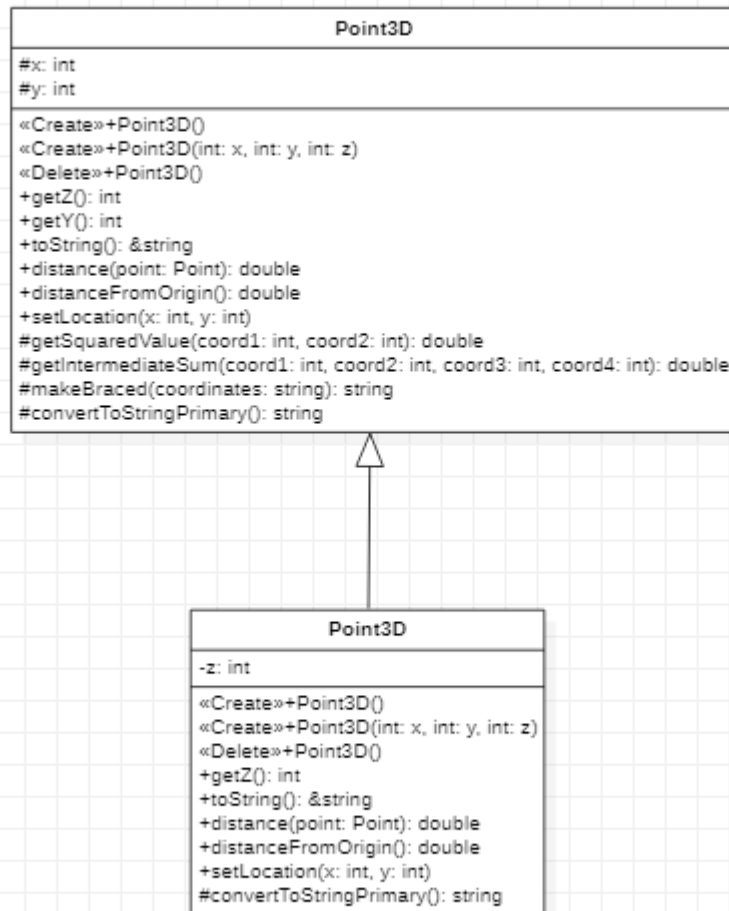 Point3D
#x: int
#y: int
«Create»+Point3D()
«Create»+Point3D(int: x, int: y, int: z)
«Delete»+Point3D()
+getZ(): int
+getY(): int
+toString(): &string
+distance(point: Point): double
+distanceFromOrigin(): double
+setLocation(x: int, y: int)
#getSquaredValue(coord1: int, coord2: int): double
#getIntermediateSum(coord1: int, coord2: int, coord3: int, coord4: int): double
#makeBraced(coordinates: string): string
#convertToStringPrimary(): string
Point3D
-z: int
«Create»+Point3D()
«Create»+Point3D(int: x, int: y, int: z)
«Delete»+Point3D()
+getZ(): int
+toString(): &string
+distance(point: Point): double
+distanceFromOrigin(): double
+setLocation(x: int, y: int)
#convertToStringPrimary(): string